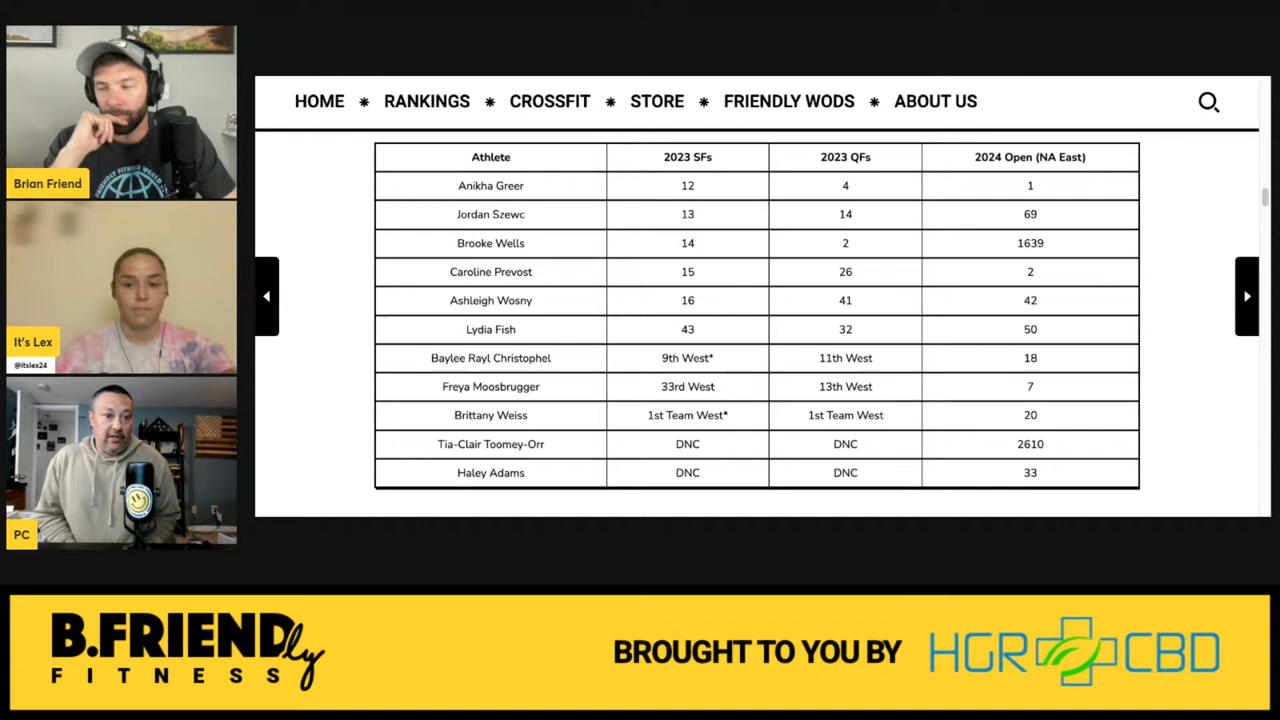 HOME * RANKINGS * CROSSFIT * STORE * FRIENDLY WODS * ABOUT US
Athlete 2023 SFs 2023 QFs 2024 Open (NA East)
Anikha Greer 12 4 1
Jordan Szewc 13 14 69
Brooke Wells 14 2 1639
Caroline Prevost 15 26 2
Ashleigh Wosny 16 41 42
Lydia Fish 43 32 50
Baylee Rayl Christophel 9th West* 11th West 18
Freya Moosbrugger 33rd West 13th West 7
Brittany Weiss 1st Team West* 1st Team West 20
Tia-Clair Toomey-Orr DNC DNC 2610
Haley Adams DNC DNC 33
Brian Friend
It's Lex
@itslex24
PC
B.FRIENDly
FITNESS
BROUGHT TO YOU BY
HGR CBD